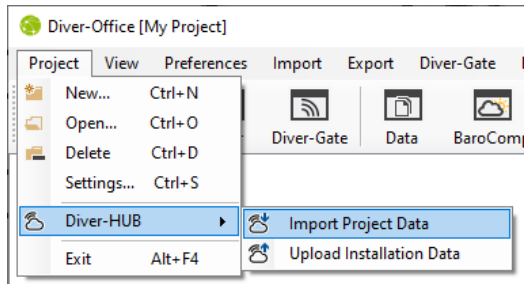 Diver-Office [My Project]
Project View Preferences Import Export Diver-Gate
New... Ctrl+N
Open... Ctrl+O
Delete Ctrl+D
Settings... Ctrl+S
Diver-Gate Data
Diver-HUB
Import Project Data
Exit Alt+F4
Upload Installation Data